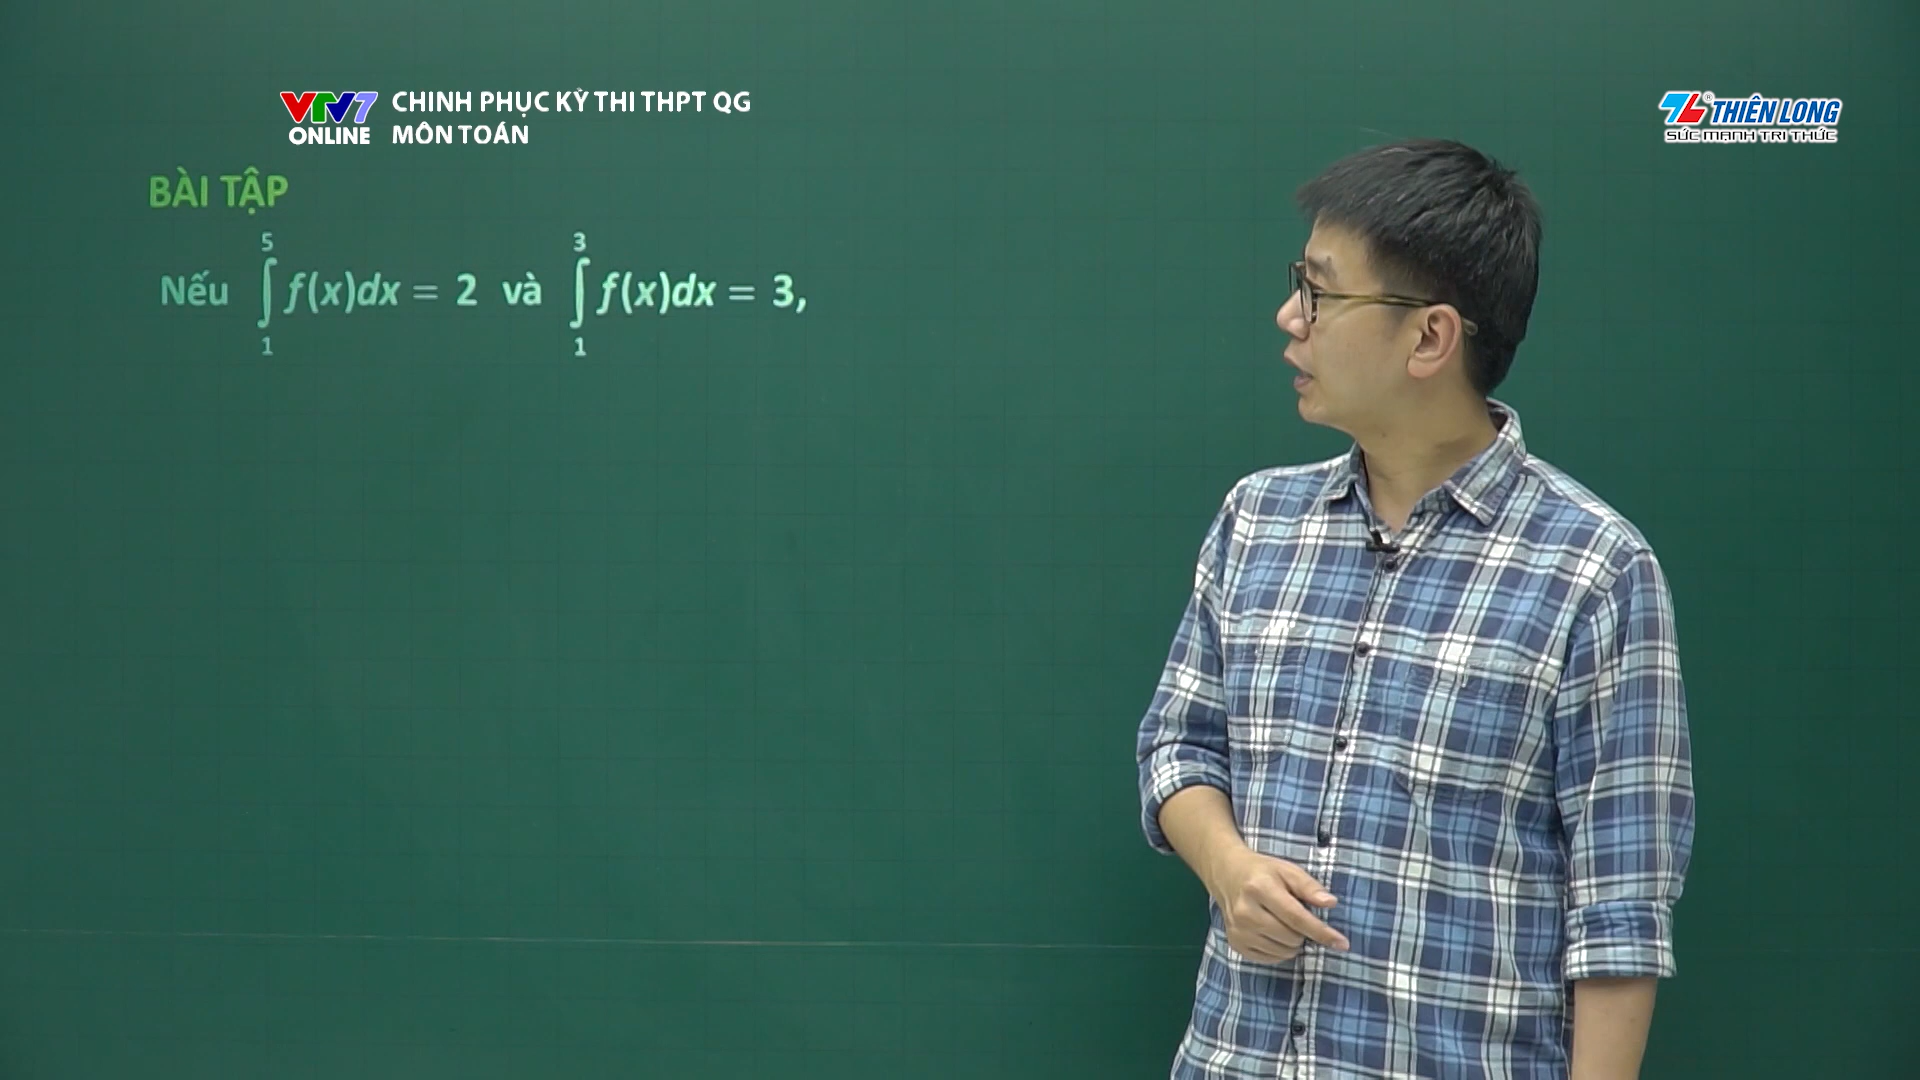 VTV7
ONLINE
CHINH PHỤC KỲ THI THPT QG
MÔN TOÁN
TL® THIÊN LONG
SỨC MẠNH TRI THỨC
BÀI TẬP
Nếu ∫₁⁵ f(x)dx = 2 và ∫₁³ f(x)dx = 3,